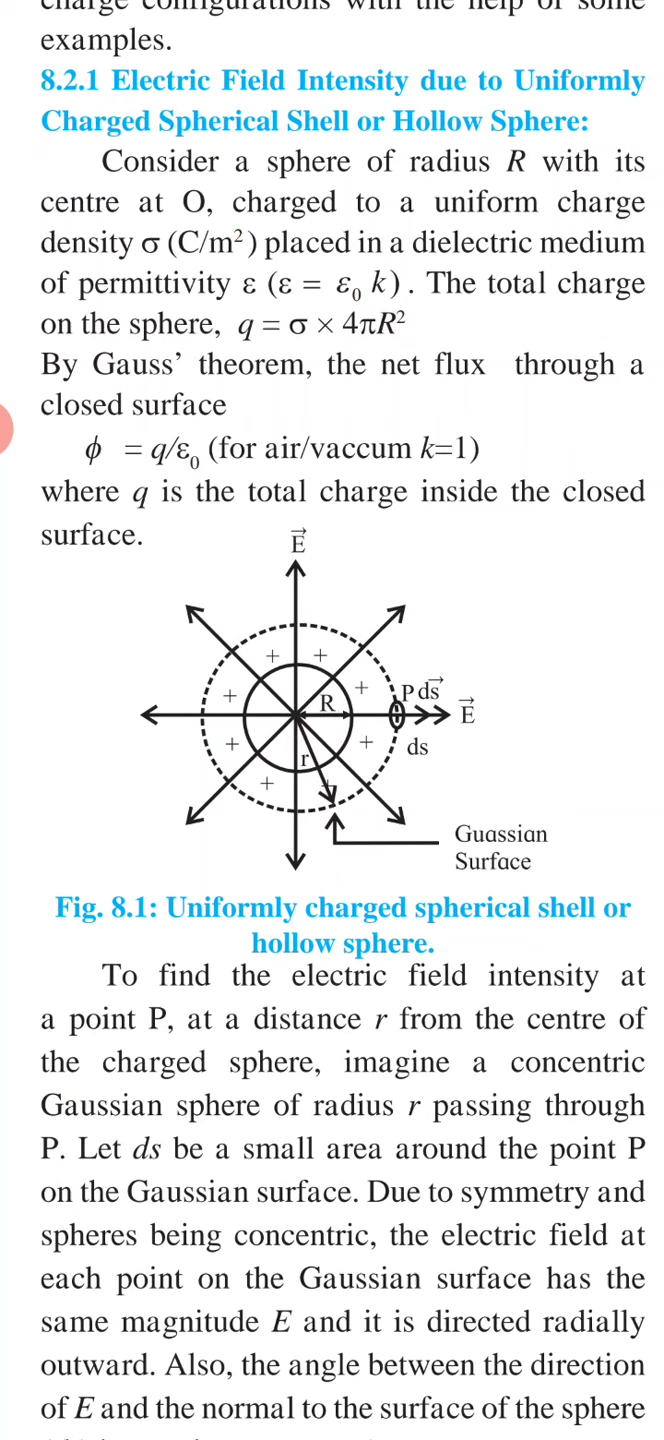 charge configurations with the help of some
examples.
8.2.1 Electric Field Intensity due to Uniformly
Charged Spherical Shell or Hollow Sphere:
Consider a sphere of radius R with its
centre at O, charged to a uniform charge
density σ (C/m²) placed in a dielectric medium
of permittivity ε (ε = ε₀ k). The total charge
on the sphere, q = σ × 4πR²
By Gauss’ theorem, the net flux through a
closed surface
ϕ = q/ε₀ (for air/vaccum k=1)
where q is the total charge inside the closed
surface.
E⃗
+ +
+ + P ds⃗
R E⃗
+ + ds
r
+ +
Guassian
Surface
Fig. 8.1: Uniformly charged spherical shell or
hollow sphere.
To find the electric field intensity at
a point P, at a distance r from the centre of
the charged sphere, imagine a concentric
Gaussian sphere of radius r passing through
P. Let ds be a small area around the point P
on the Gaussian surface. Due to symmetry and
spheres being concentric, the electric field at
each point on the Gaussian surface has the
same magnitude E and it is directed radially
outward. Also, the angle between the direction
of E and the normal to the surface of the sphere